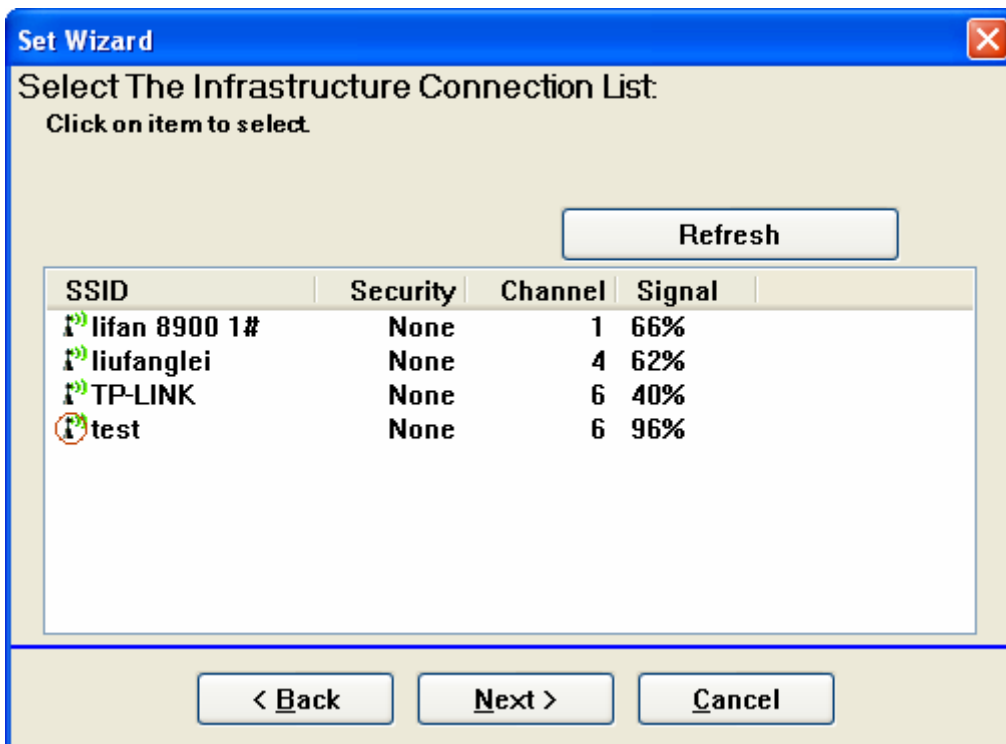 Set Wizard
Select The Infrastructure Connection List:
Click on item to select.
Refresh
SSID Security Channel Signal
lifan 8900 1# None 1 66%
liufanglei None 4 62%
TP-LINK None 6 40%
test None 6 96%
< Back Next > Cancel